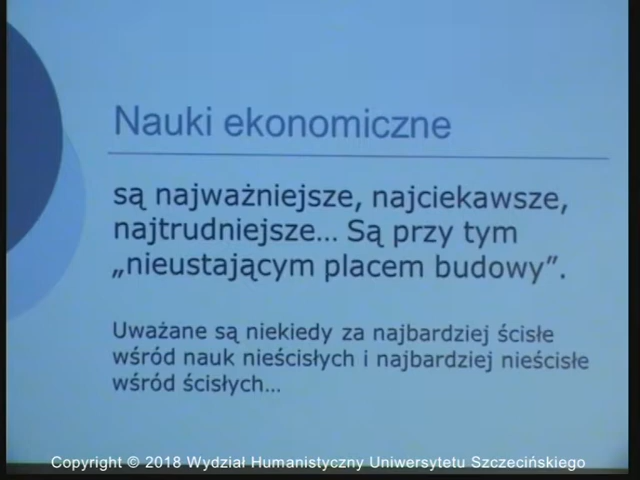 Nauki ekonomiczne
są najważniejsze, najciekawsze,
najtrudniejsze... Są przy tym
„nieustającym placem budowy”.
Uważane są niekiedy za najbardziej ścisłe
wśród nauk nieścisłych i najbardziej nieścisłe
wśród ścisłych...
Copyright © 2018 Wydział Humanistyczny Uniwersytetu Szczecińskiego